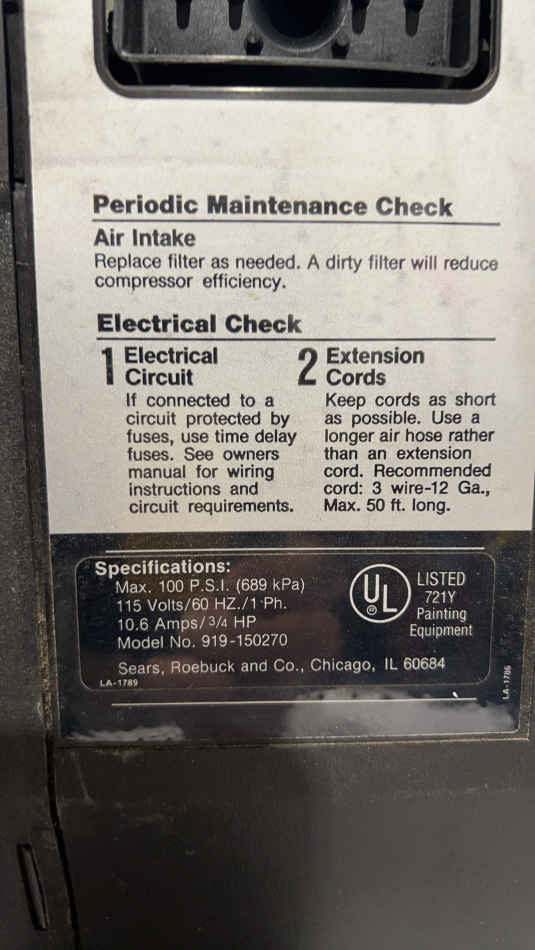 Periodic Maintenance Check
Air Intake
Replace filter as needed. A dirty filter will reduce
compressor efficiency.
Electrical Check
1 Electrical
Circuit
If connected to a
circuit protected by
fuses, use time delay
fuses. See owners
manual for wiring
instructions and
circuit requirements.
2 Extension
Cords
Keep cords as short
as possible. Use a
longer air hose rather
than an extension
cord. Recommended
cord: 3 wire-12 Ga.,
Max. 50 ft. long.
Specifications:
Max. 100 P.S.I. (689 kPa)
115 Volts/60 HZ./1 Ph.
10.6 Amps/3/4 HP
Model No. 919-150270
UL ®
LISTED
721Y
Painting
Equipment
Sears, Roebuck and Co., Chicago, IL 60684
LA-1789
LA-1786